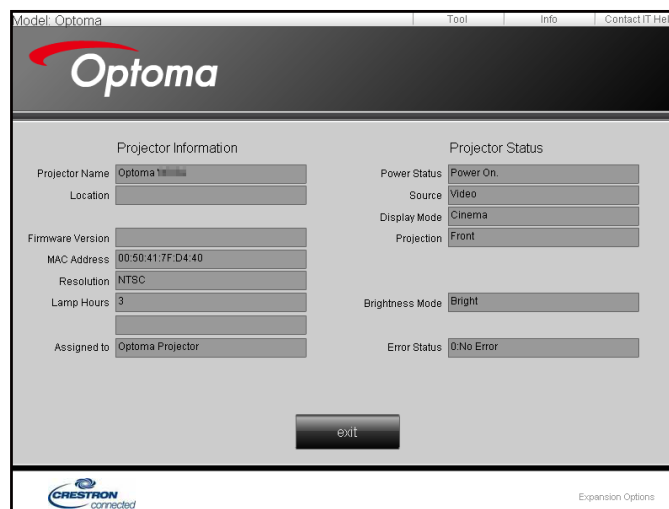 Model: Optoma
Tool
Info
Contact IT Hel
Optoma
Projector Information
Projector Name Optoma
Location
Firmware Version
MAC Address 00:50:41:7F:D4:40
Resolution NTSC
Lamp Hours 3
Assigned to Optoma Projector
Projector Status
Power Status Power On.
Source Video
Display Mode Cinema
Projection Front
Brightness Mode Bright
Error Status 0:No Error
exit
CRESTRON
connected
Expansion Options